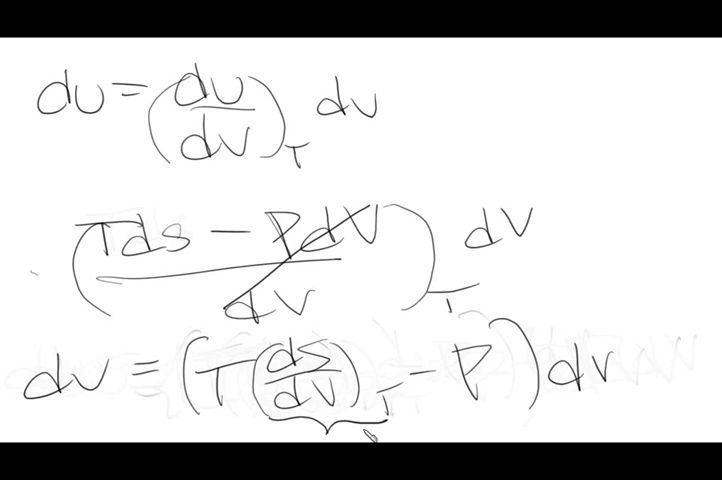 du = (du/dv)_T dv
(Tds - PdV/dv)_T dV
du = (T(ds/dV)_T - P)dv